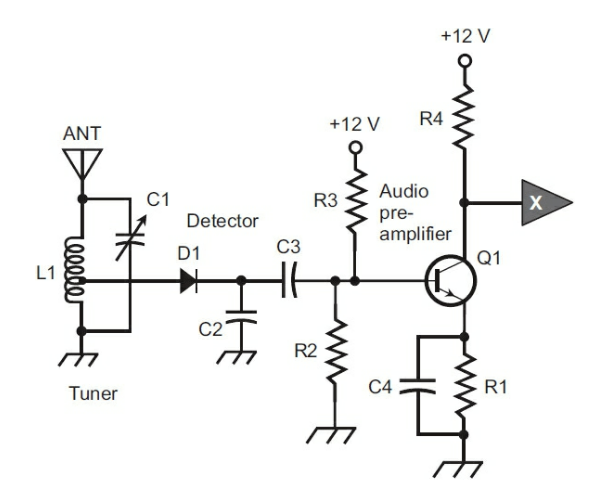 +12 V
R4
ANT
+12 V
C1
R3
Audio
pre-
amplifier
X
Detector
D1
C3
Q1
L1
C2
R2
C4
R1
Tuner